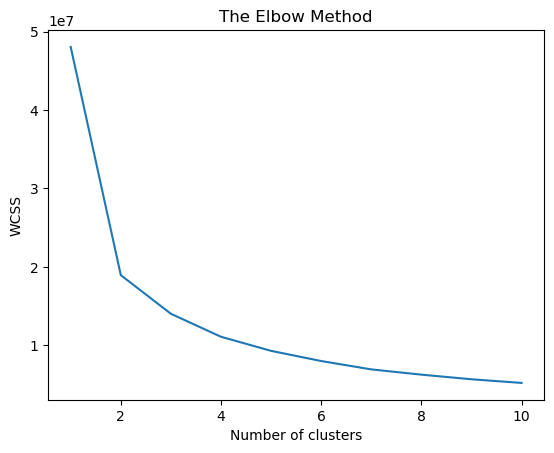 The Elbow Method
1e7
5
4
3
2
1
WCSS
2 4 6 8 10
Number of clusters